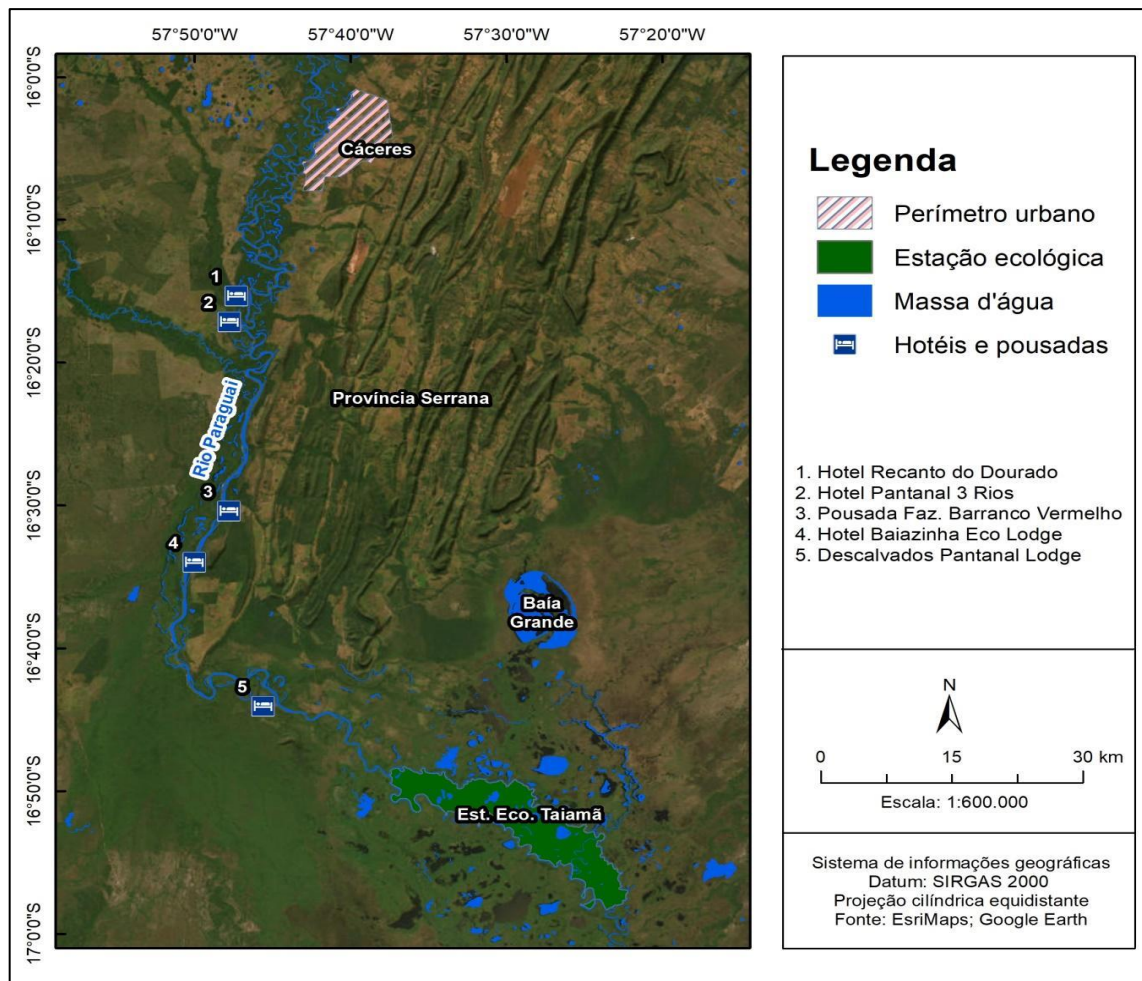 57°50'0"W
57°40'0"W
57°30'0"W
57°20'0"W
16°0'0"S
16°10'0"S
16°20'0"S
16°30'0"S
16°40'0"S
16°50'0"S
17°0'0"S
Cáceres
1
2
Província Serrana
Rio Paraguai
3
4
Baía
Grande
5
Est. Eco. Taiamã
Legenda
Perímetro urbano
Estação ecológica
Massa d'água
Hotéis e pousadas
1. Hotel Recanto do Dourado
2. Hotel Pantanal 3 Rios
3. Pousada Faz. Barranco Vermelho
4. Hotel Baiazinha Eco Lodge
5. Descalvados Pantanal Lodge
N
0 15 30 km
Escala: 1:600.000
Sistema de informações geográficas
Datum: SIRGAS 2000
Projeção cilíndrica equidistante
Fonte: EsriMaps; Google Earth